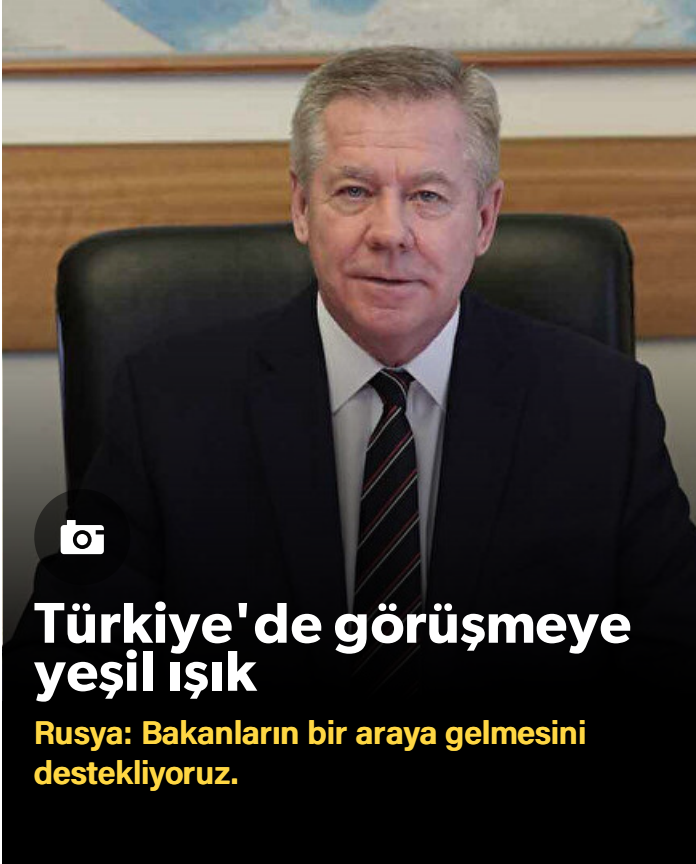 Türkiye'de görüşmeye
yeşil ışık
Rusya: Bakanların bir araya gelmesini
destekliyoruz.